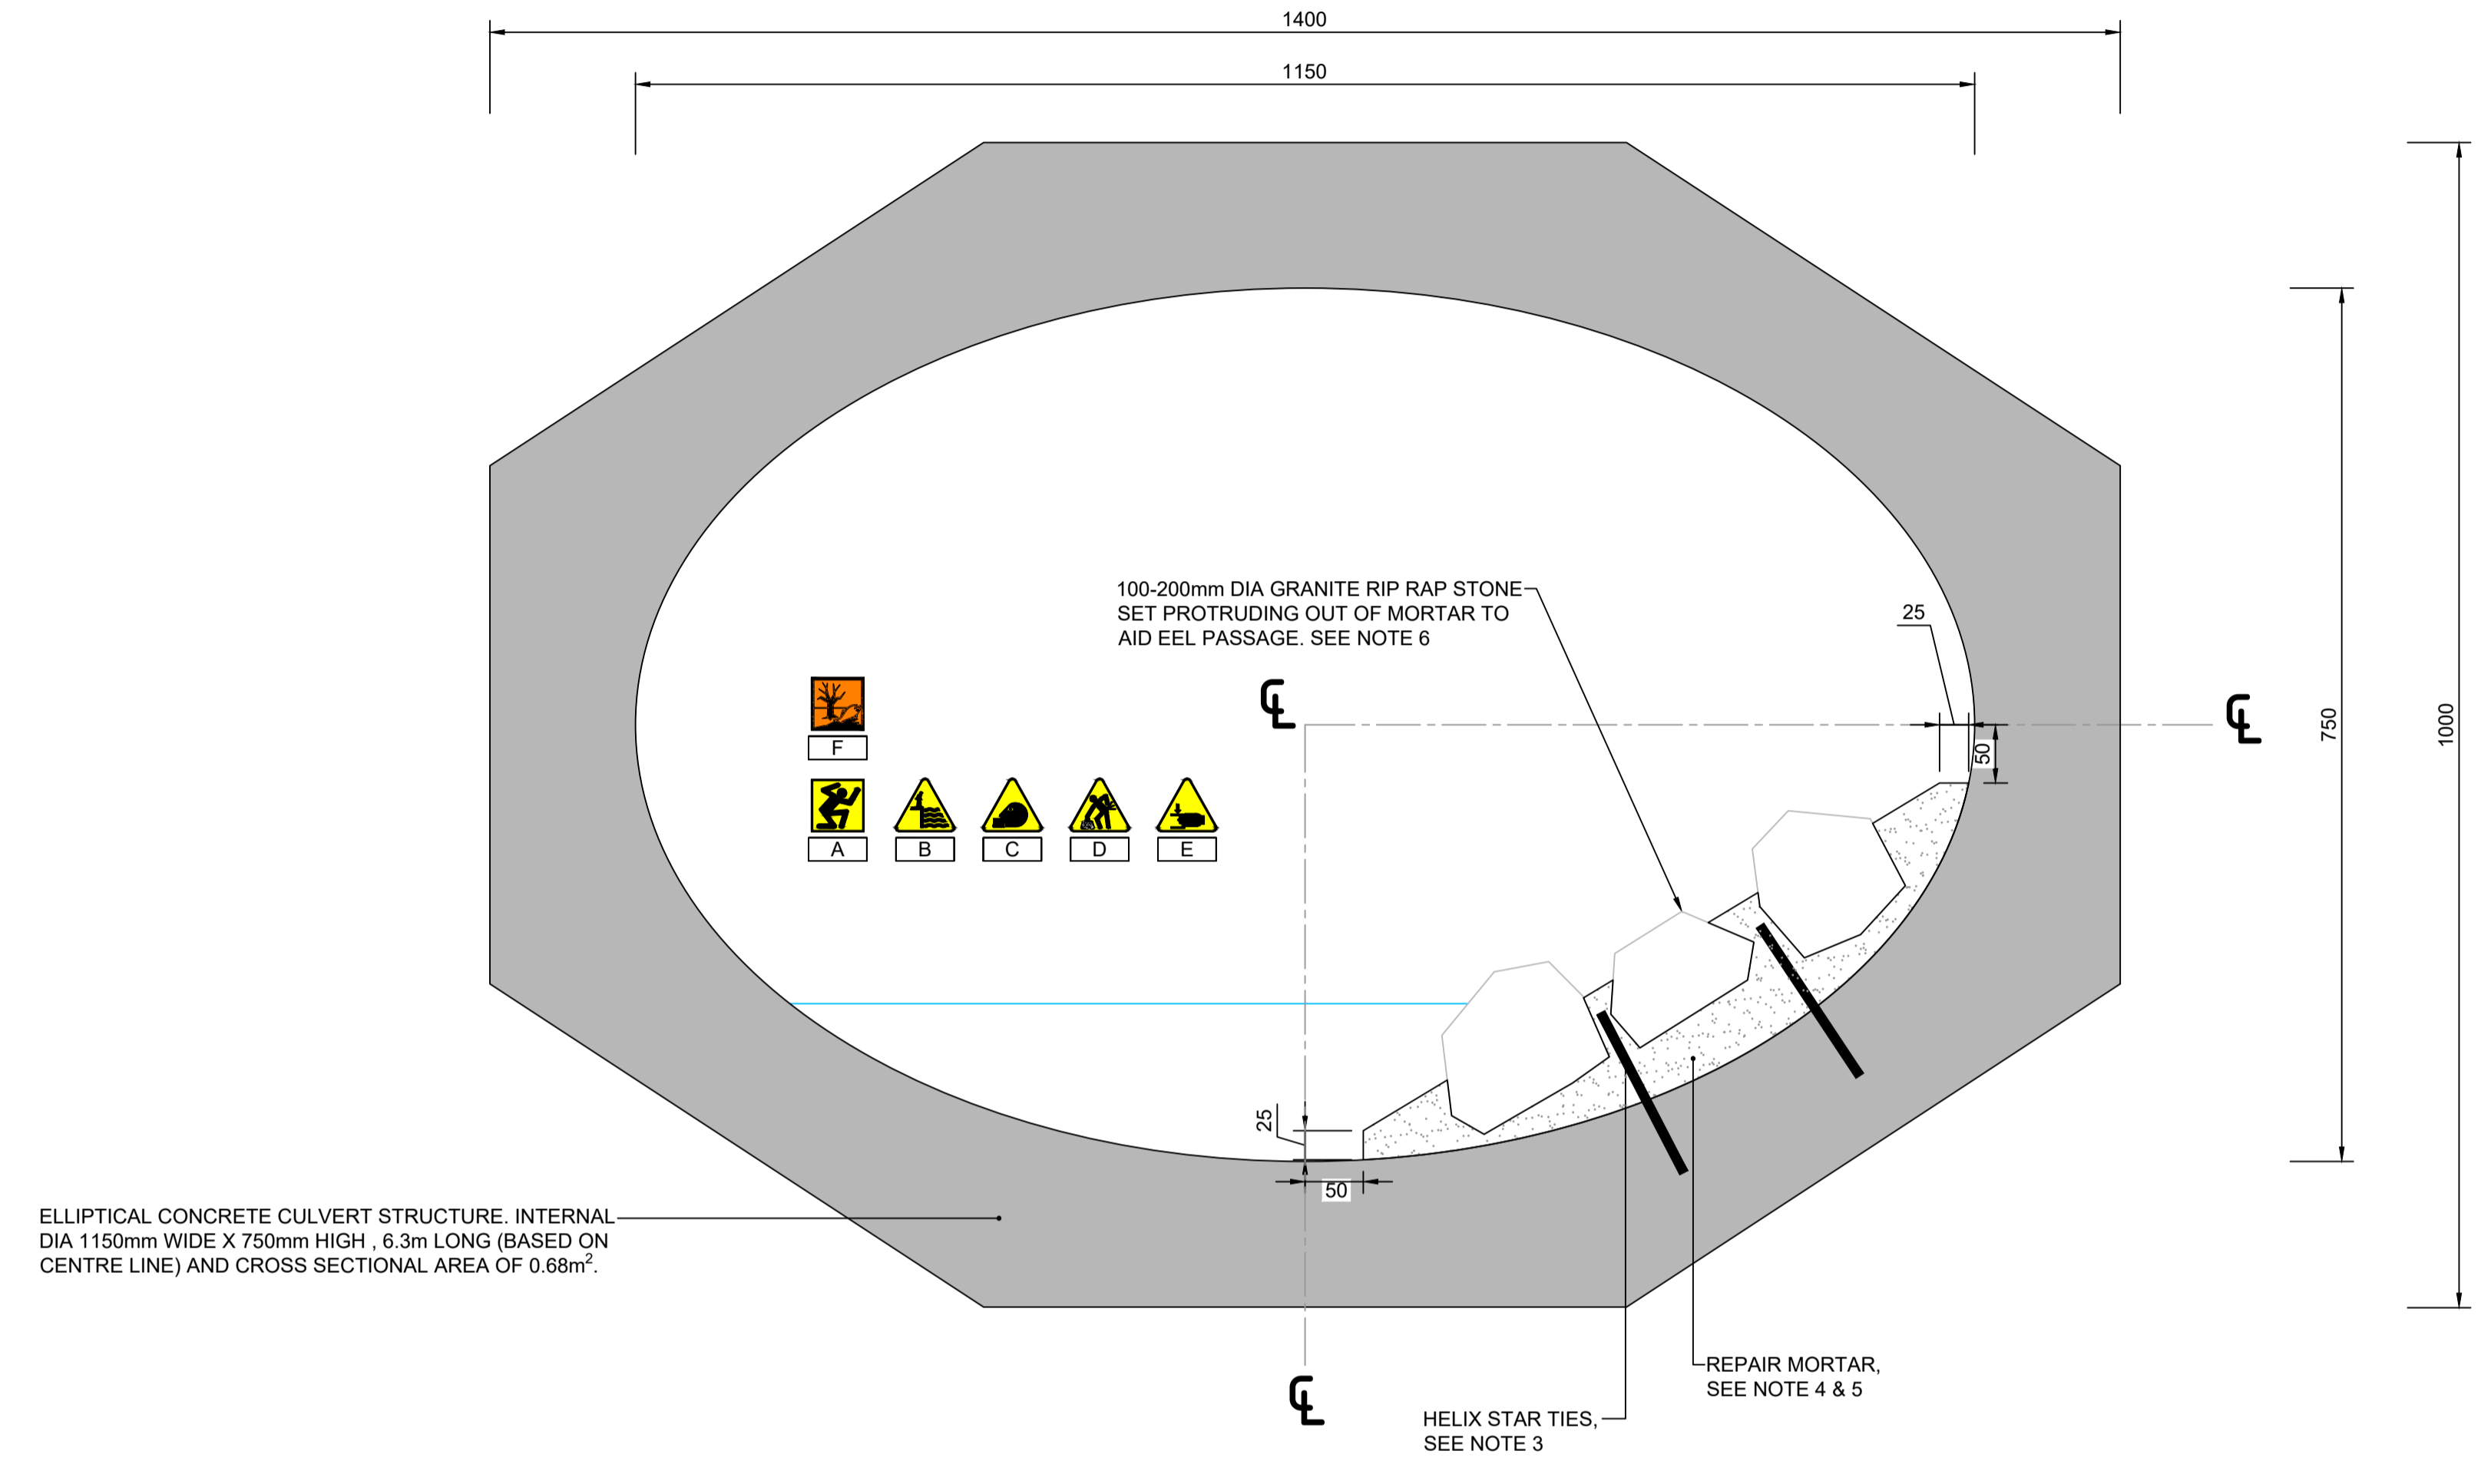 1400
1150
100-200mm DIA GRANITE RIP RAP STONE
SET PROTRUDING OUT OF MORTAR TO
AID EEL PASSAGE. SEE NOTE 6
25
℄
℄
50
750
1000
F
A B C D E
25
50
ELLIPTICAL CONCRETE CULVERT STRUCTURE. INTERNAL
DIA 1150mm WIDE X 750mm HIGH , 6.3m LONG (BASED ON
CENTRE LINE) AND CROSS SECTIONAL AREA OF 0.68m².
REPAIR MORTAR,
SEE NOTE 4 & 5
℄
HELIX STAR TIES,
SEE NOTE 3